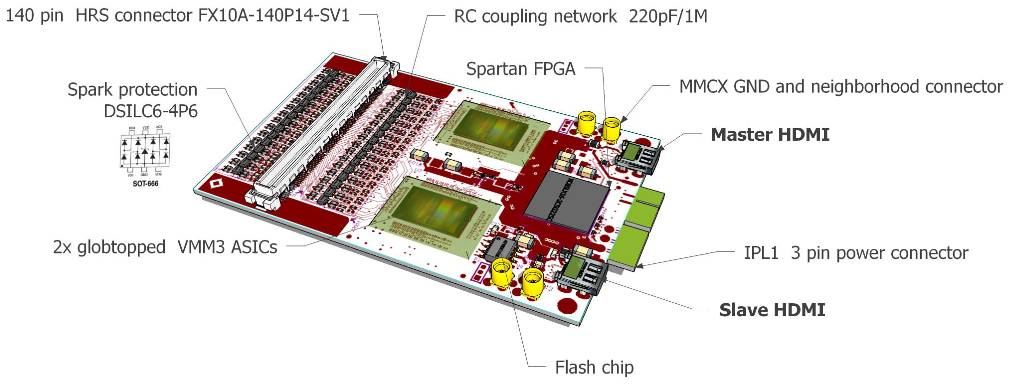 140 pin HRS connector FX10A-140P14-SV1
RC coupling network 220pF/1M
Spartan FPGA
MMCX GND and neighborhood connector
Spark protection
DSILC6-4P6
Master HDMI
SOT-666
2x globtopped VMM3 ASICs
IPL1 3 pin power connector
Slave HDMI
Flash chip